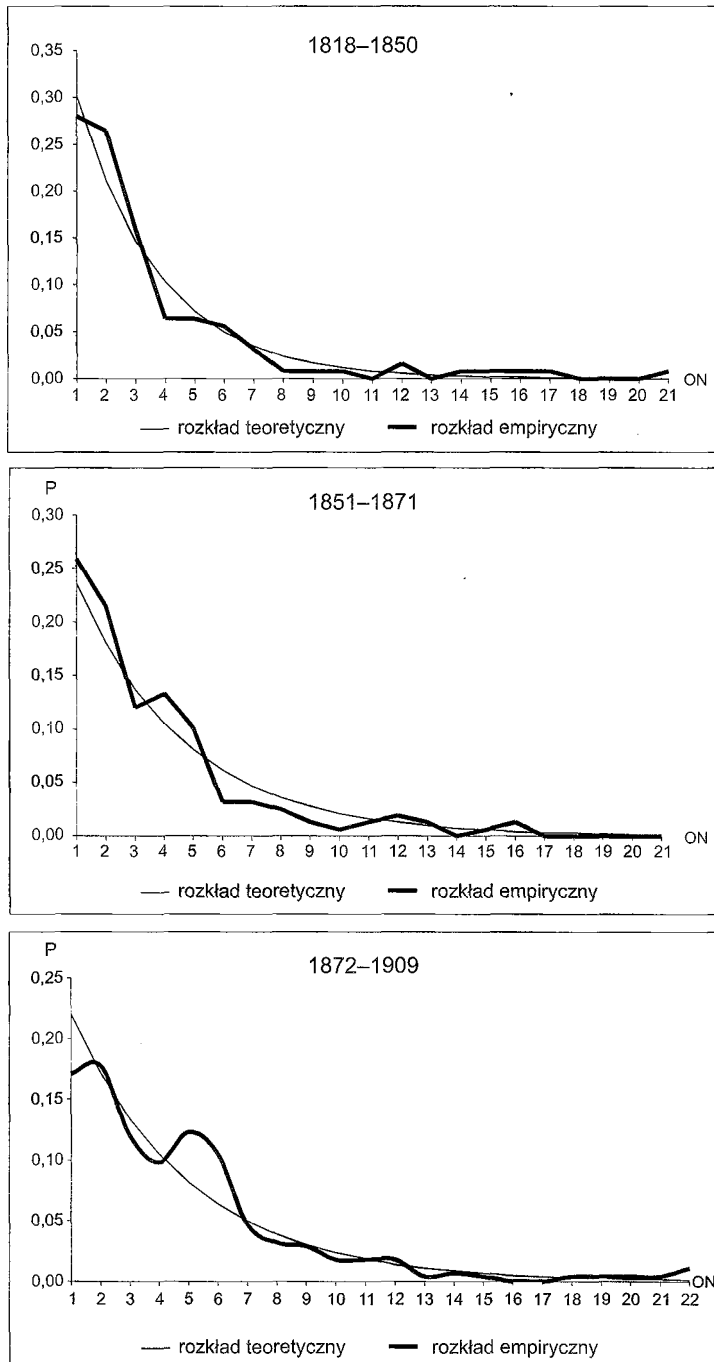 1818–1850
0,35
0,30
0,25
0,20
0,15
0,10
0,05
0,00
1 2 3 4 5 6 7 8 9 10 11 12 13 14 15 16 17 18 19 20 21 ON
rozkład teoretyczny rozkład empiryczny
P
1851–1871
0,30
0,25
0,20
0,15
0,10
0,05
0,00
1 2 3 4 5 6 7 8 9 10 11 12 13 14 15 16 17 18 19 20 21 ON
rozkład teoretyczny rozkład empiryczny
P
1872–1909
0,25
0,20
0,15
0,10
0,05
0,00
ON
1 2 3 4 5 6 7 8 9 10 11 12 13 14 15 16 17 18 19 20 21 22
rozkład teoretyczny rozkład empiryczny